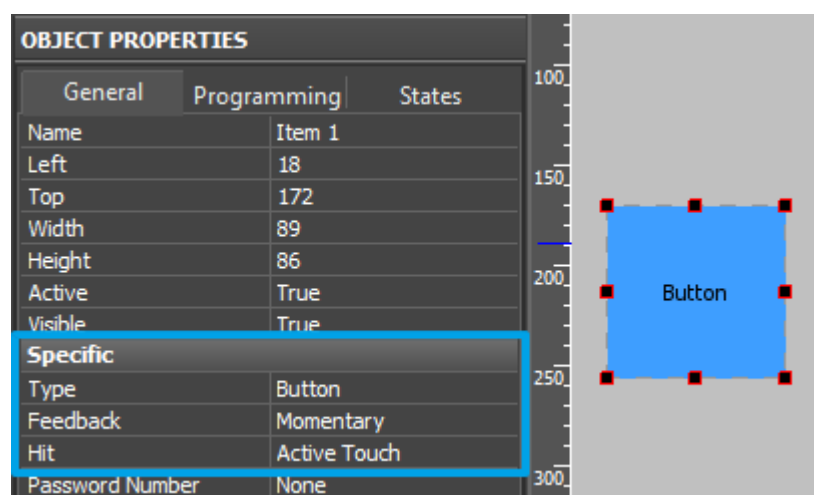 OBJECT PROPERTIES
General Programming States
Name Item 1
Left 18
Top 172
Width 89
Height 86
Active True
Visible True
Specific
Type Button
Feedback Momentary
Hit Active Touch
Password Number None
100
150
200
250
300
Button